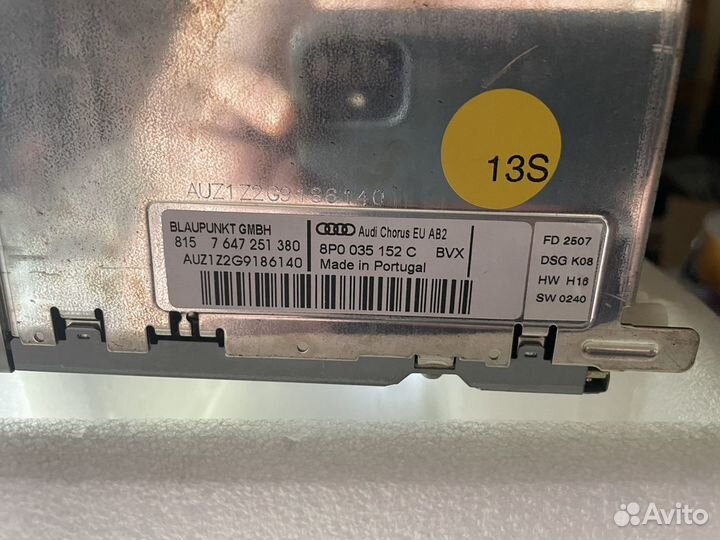 13S
AUZ1Z2G9186140
BLAUPUNKT GMBH
815 7 647 251 380
AUZ1Z2G9186140
Audi Chorus EU AB2
8P0 035 152 C BVX
Made in Portugal
FD 2507
DSG K08
HW H16
SW 0240
Avito